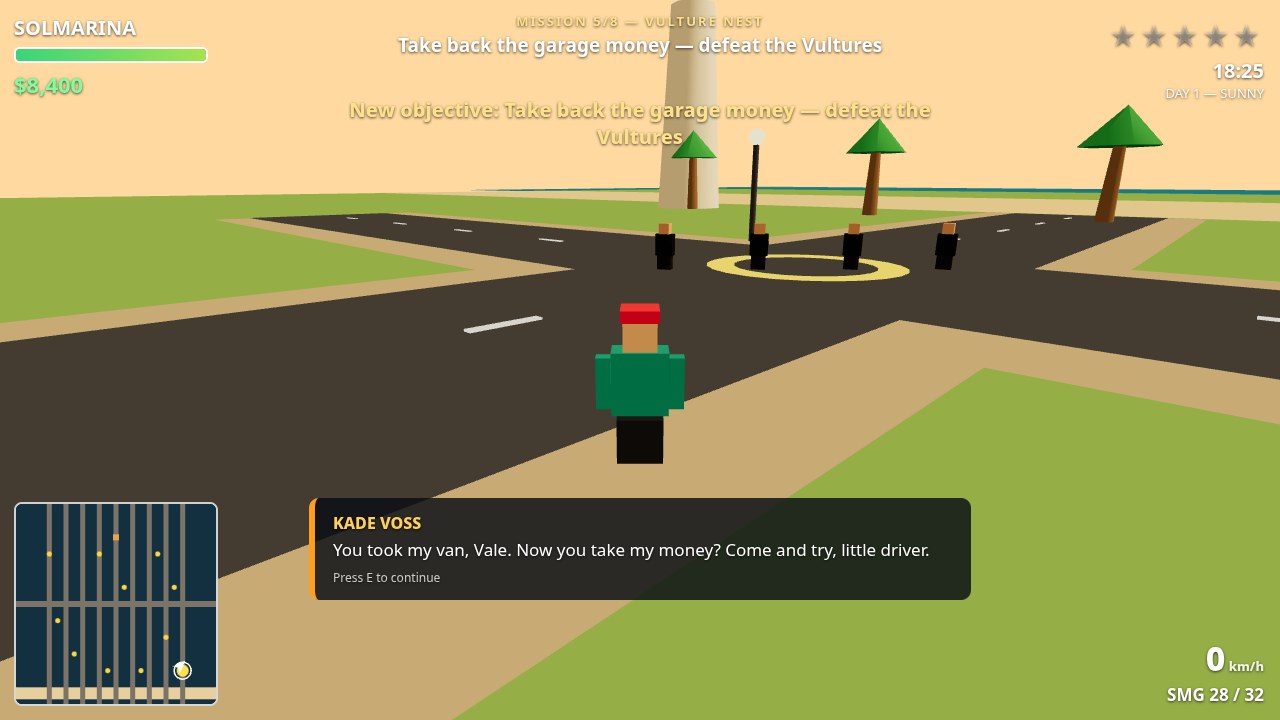 SOLMARINA
$8,400
MISSION 5/8 — VULTURE NEST
Take back the garage money — defeat the Vultures
New objective: Take back the garage money — defeat the
Vultures
18:25
DAY 1 — SUNNY
KADE VOSS
You took my van, Vale. Now you take my money? Come and try, little driver.
Press E to continue
0 km/h
SMG 28 / 32